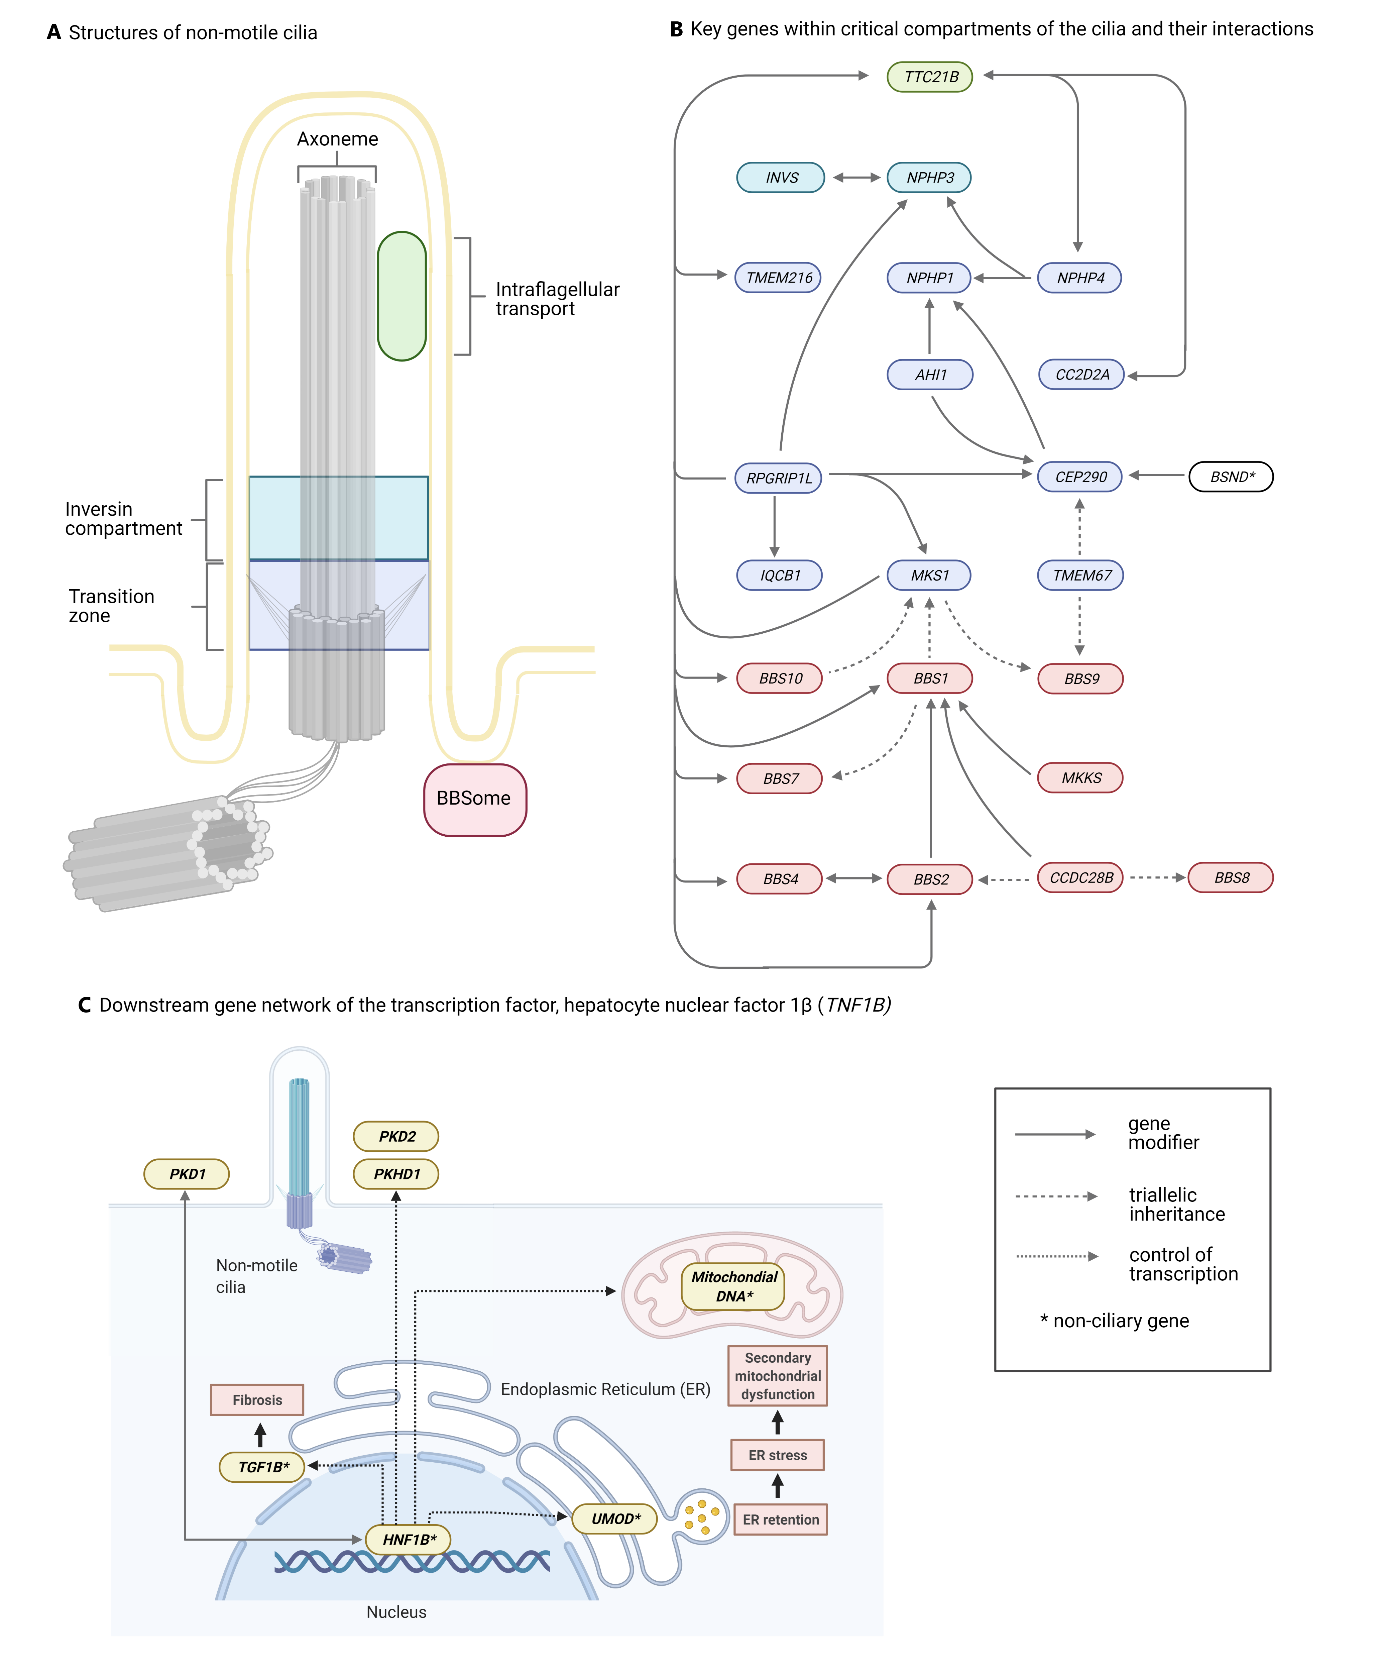 A Structures of non-motile cilia
Axoneme
Intraflagellular
transport
Inversin
compartment
Transition
zone
BBSome
B Key genes within critical compartments of the cilia and their interactions
TTC21B
INVS
NPHP3
TMEM216
NPHP1
NPHP4
AHI1
CC2D2A
RPGRIP1L
CEP290
BSND*
IQCB1
MKS1
TMEM67
BBS10
BBS1
BBS9
BBS7
MKKS
BBS4
BBS2
CCDC28B
BBS8
C Downstream gene network of the transcription factor, hepatocyte nuclear factor 1β (TNF1B)
PKD2
PKD1
PKHD1
Non-motile
cilia
Mitochondial
DNA*
Secondary
mitochondrial
dysfunction
Endoplasmic Reticulum (ER)
Fibrosis
ER stress
TGF1B*
UMOD*
ER retention
HNF1B*
Nucleus
gene
modifier
triallelic
inheritance
control of
transcription
* non-ciliary gene